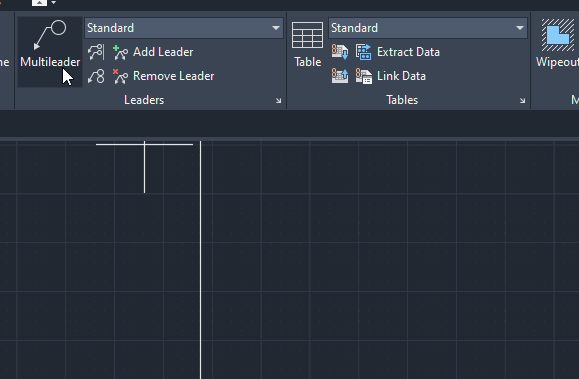 Standard
Standard
ne
Multileader
Add Leader
Remove Leader
Table
Extract Data
Link Data
Wipeout
Leaders
Tables
M